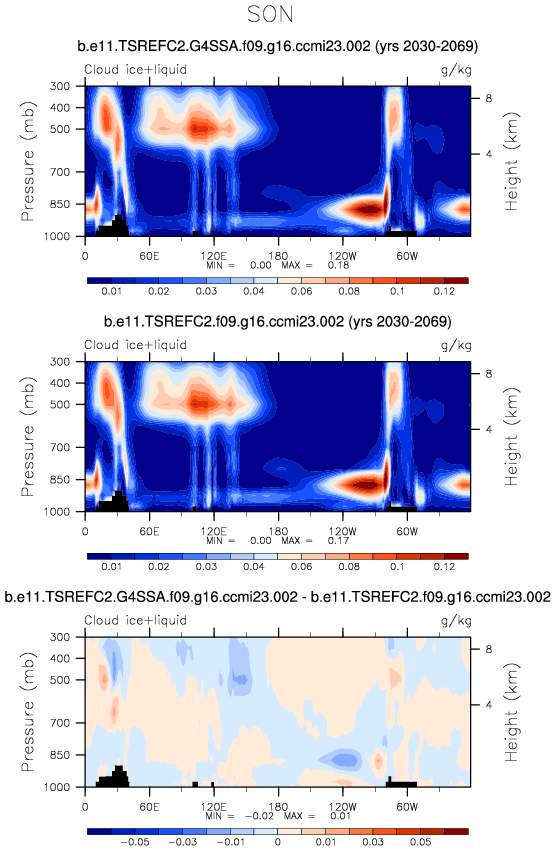 SON
b.e11.TSREFC2.G4SSA.f09.g16.ccmi23.002 (yrs 2030-2069)
Cloud ice+liquid g/kg
Pressure (mb)
300
400
500
700
850
1000
8
4
Height (km)
0 60E 120E 180 120W 60W
MIN = 0.00 MAX = 0.18
0.01 0.02 0.03 0.04 0.05 0.06 0.08 0.1 0.12
b.e11.TSREFC2.f09.g16.ccmi23.002 (yrs 2030-2069)
Cloud ice+liquid g/kg
Pressure (mb)
300
400
500
700
850
1000
8
4
Height (km)
0 60E 120E 180 120W 60W
MIN = 0.00 MAX = 0.17
0.01 0.02 0.03 0.04 0.05 0.06 0.08 0.1 0.12
b.e11.TSREFC2.G4SSA.f09.g16.ccmi23.002 - b.e11.TSREFC2.f09.g16.ccmi23.002
Cloud ice+liquid g/kg
Pressure (mb)
300
400
500
700
850
1000
8
4
Height (km)
0 60E 120E 180 120W 60W
MIN = −0.02 MAX = 0.01
−0.05 −0.03 −0.01 0 0.01 0.03 0.05